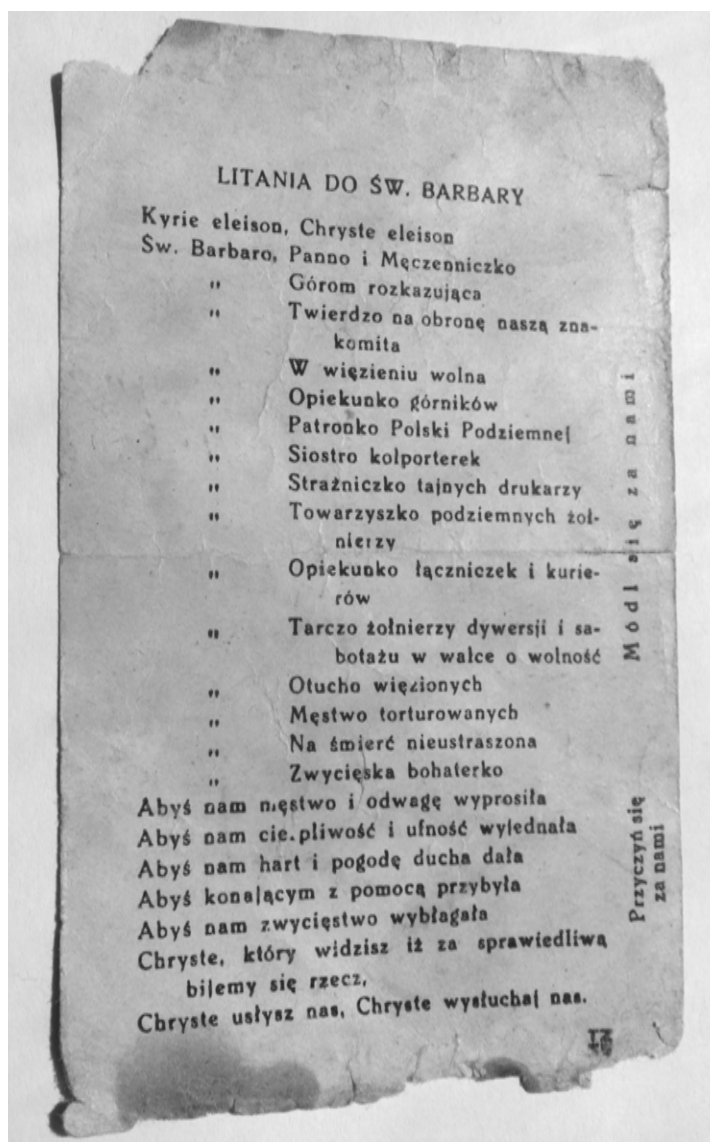 LITANIA DO ŚW. BARBARY
Kyrie eleison, Chryste eleison
Św. Barbaro, Panno i Męczenniczko
" Górom rozkazująca
" Twierdzo na obronę naszą zna-
komita
" W więzieniu wolna
" Opiekunko górników
" Patronko Polski Podziemnej
" Siostro kolporterek
" Strażniczko tajnych drukarzy
" Towarzyszko podziemnych żoł-
nierzy
" Opiekunko łączniczek i kurie-
rów
" Tarczo żołnierzy dywersji i sa-
botażu w walce o wolność
" Otucho więzionych
" Męstwo torturowanych
" Na śmierć nieustraszona
" Zwycięska bohaterko
Módl się za nami
Abyś nam męstwo i odwagę wyprosiła
Abyś nam cierpliwość i ufność wyjednała
Abyś nam hart i pogodę ducha dała
Abyś konającym z pomocą przybyła
Abyś nam zwycięstwo wybłagała
Przyczyń się
za nami
Chryste, który widzisz iż za sprawiedliwą
bijemy się rzecz,
Chryste usłysz nas, Chryste wysłuchaj nas.